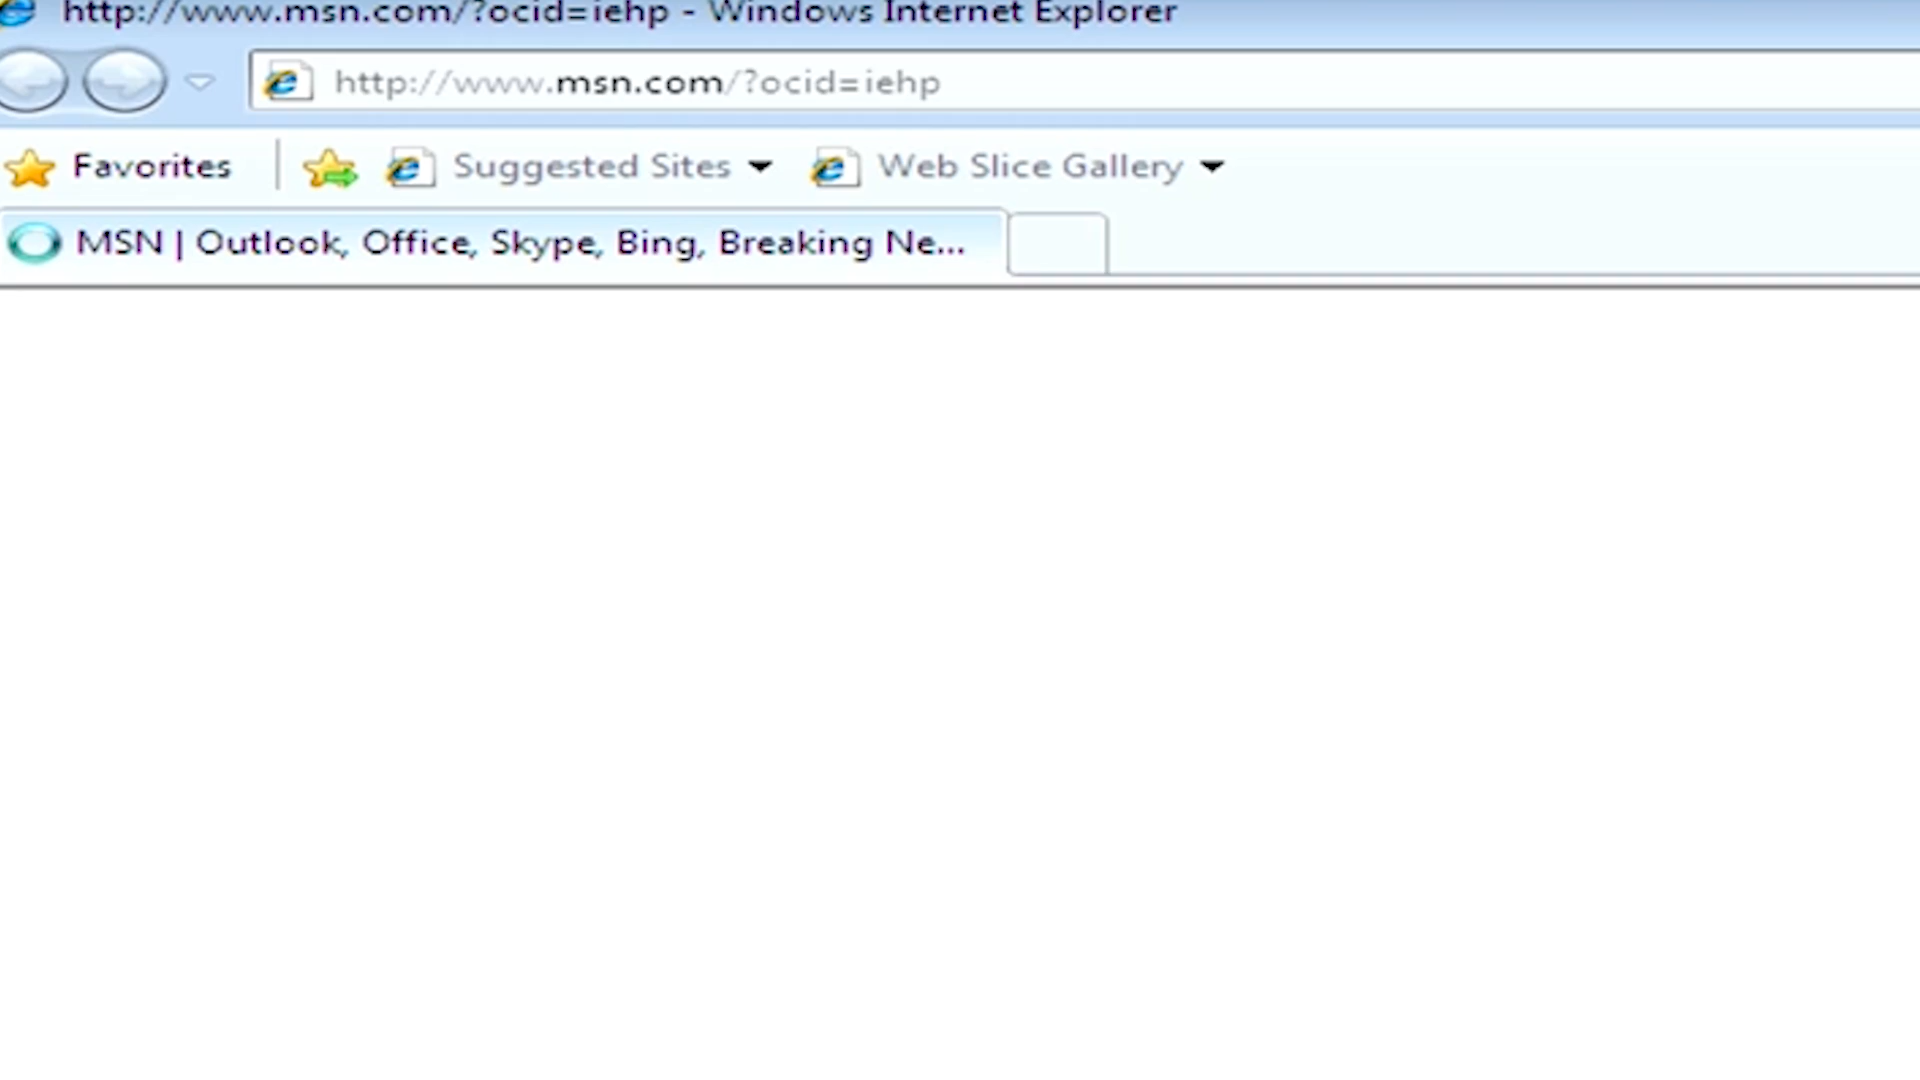 http://www.msn.com/?ocid=iehp - Windows Internet Explorer
http://www.msn.com/?ocid=iehp
Favorites Suggested Sites Web Slice Gallery
MSN | Outlook, Office, Skype, Bing, Breaking Ne...